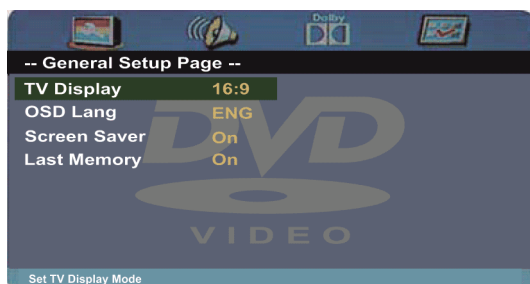 Dolby
-- General Setup Page --
TV Display 16:9
OSD Lang ENG
Screen Saver On
Last Memory On
DVD
VIDEO
Set TV Display Mode